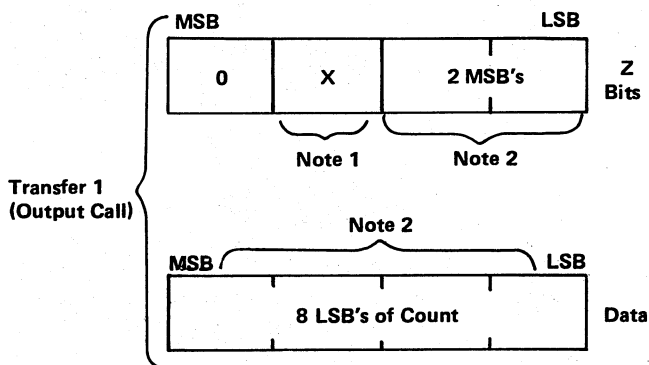 MSB LSB
0 X 2 MSB's Z
Bits
Note 1 Note 2
Transfer 1
(Output Call)
Note 2
MSB LSB
8 LSB's of Count Data